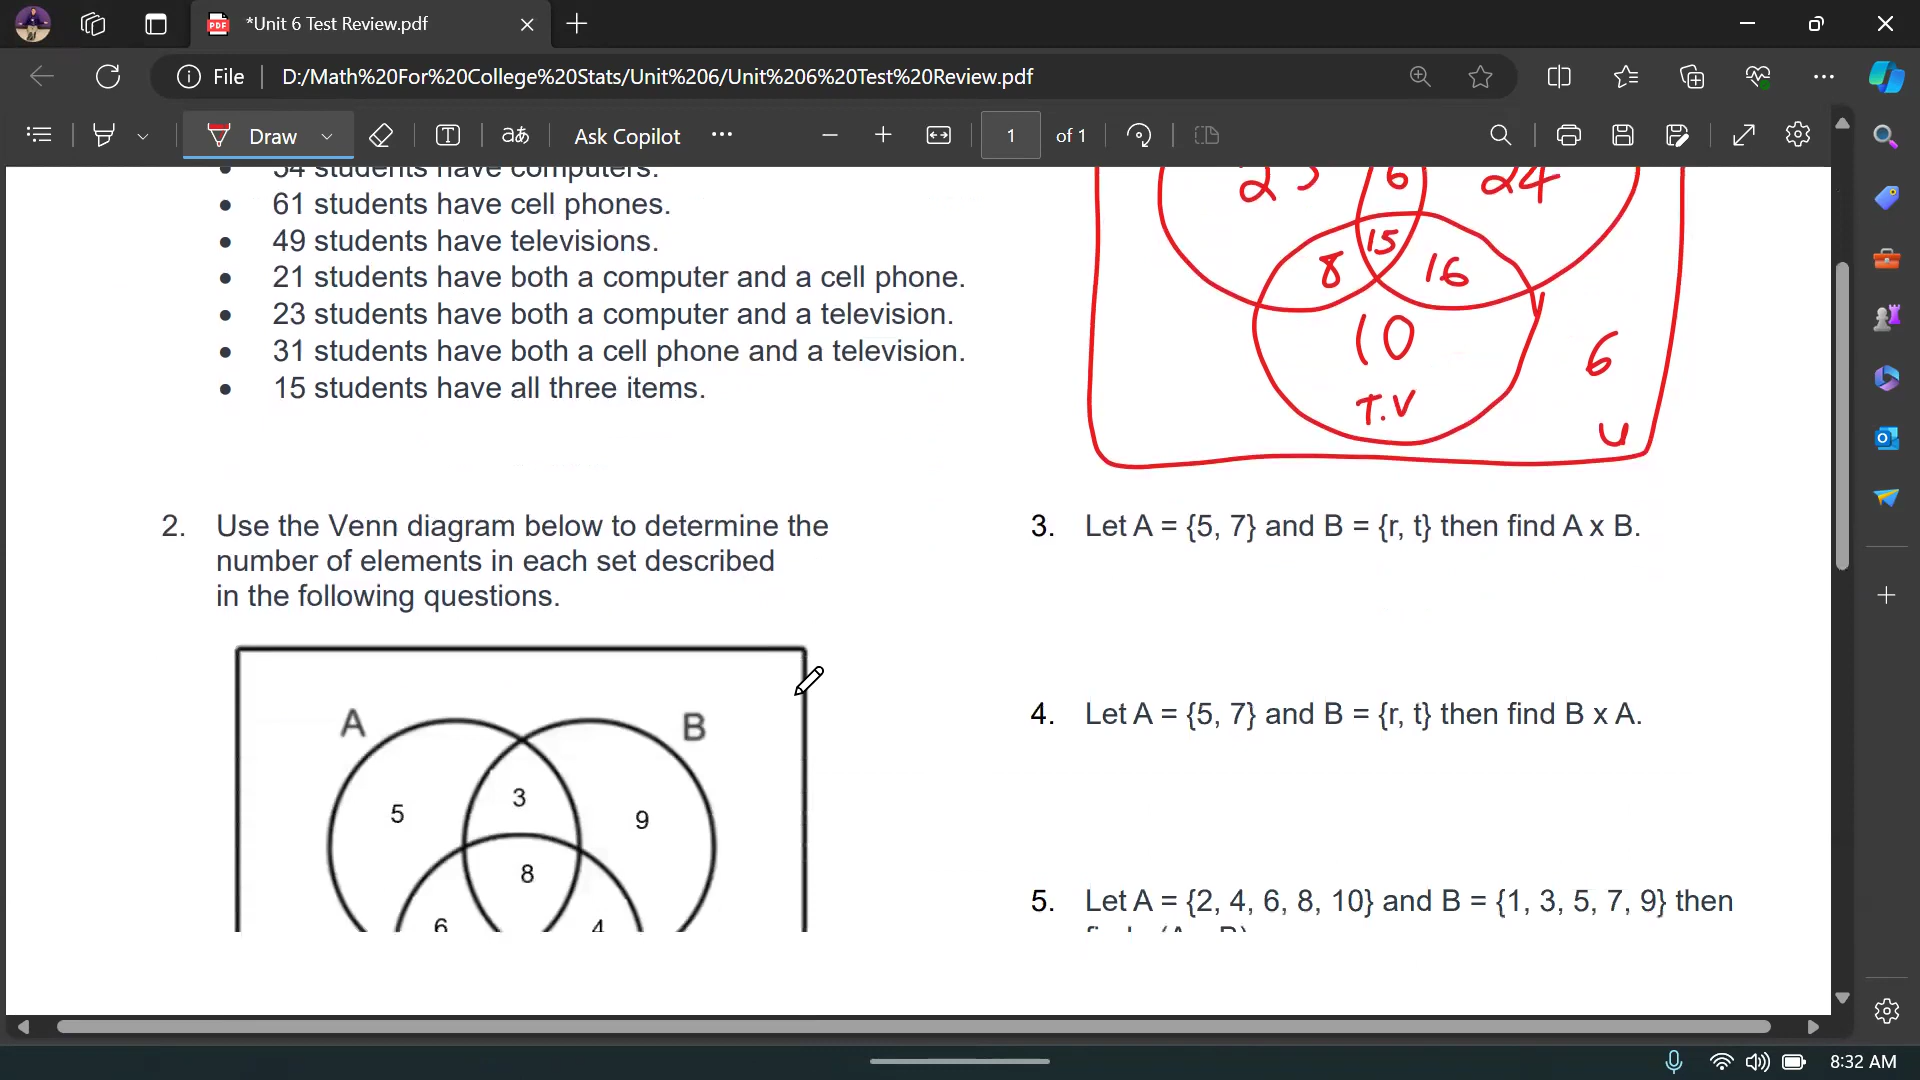 *Unit 6 Test Review.pdf
File D:/Math%20For%20College%20Stats/Unit%206/Unit%206%20Test%20Review.pdf
Draw aあ Ask Copilot 1 of 1
54 students have computers.
61 students have cell phones.
49 students have televisions.
21 students have both a computer and a cell phone.
23 students have both a computer and a television.
31 students have both a cell phone and a television.
15 students have all three items.
6 24
15
8 16
10
6
T.V
U
2. Use the Venn diagram below to determine the
number of elements in each set described
in the following questions.
A B
3
5 9
8
6 4
3. Let A = {5, 7} and B = {r, t} then find A x B.
4. Let A = {5, 7} and B = {r, t} then find B x A.
5. Let A = {2, 4, 6, 8, 10} and B = {1, 3, 5, 7, 9} then
8:32 AM